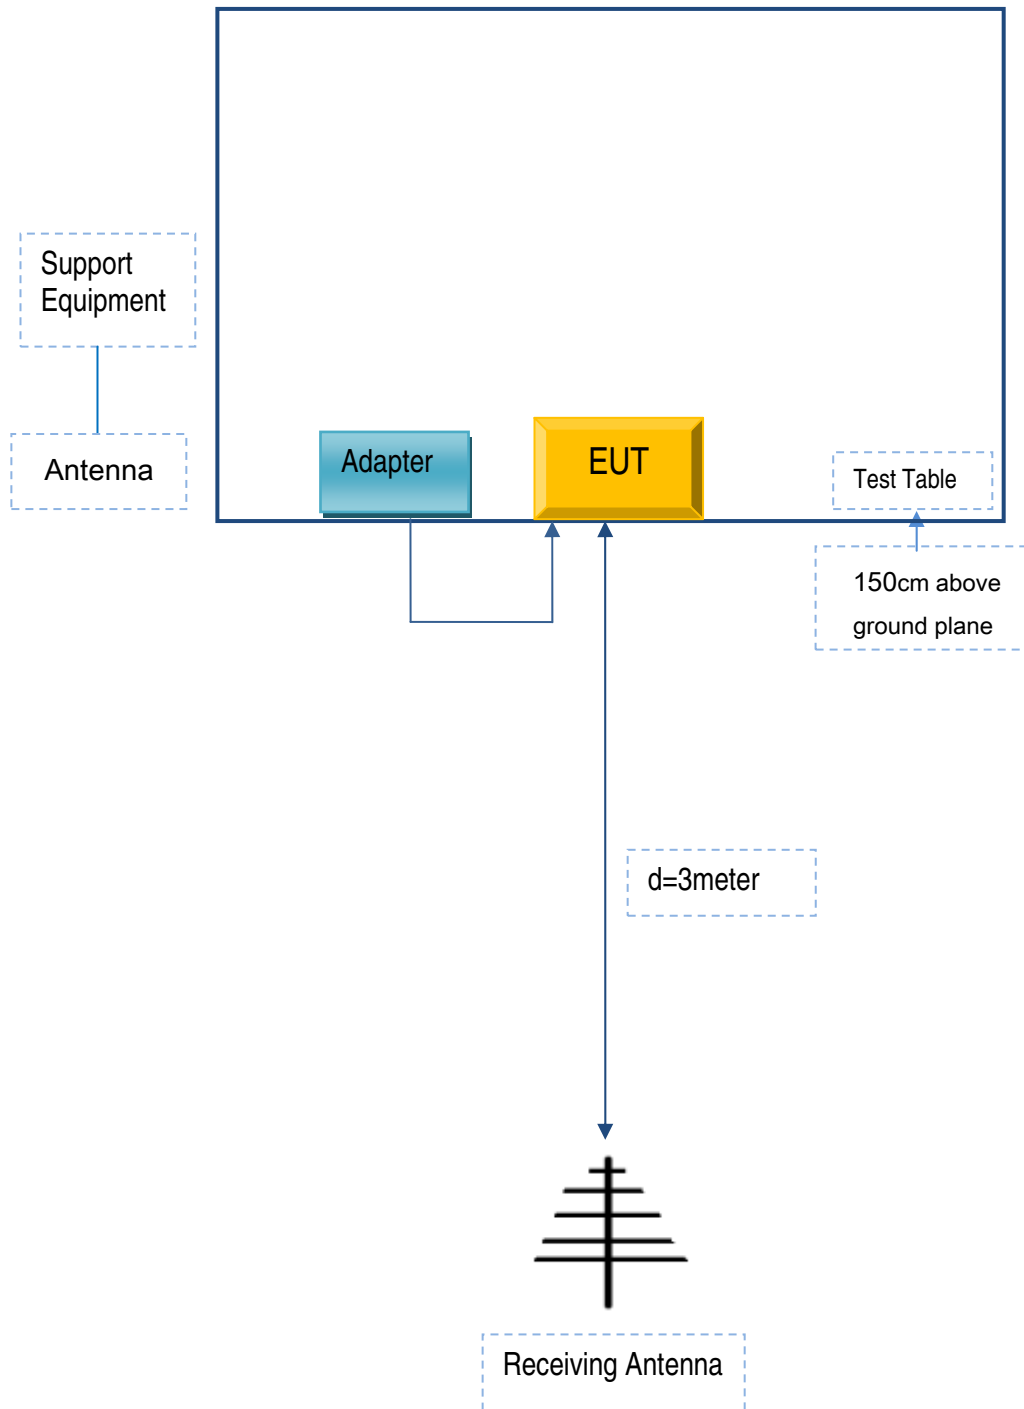 Support
Equipment
Antenna
Adapter
EUT
Test Table
150cm above
ground plane
d=3meter
Receiving Antenna